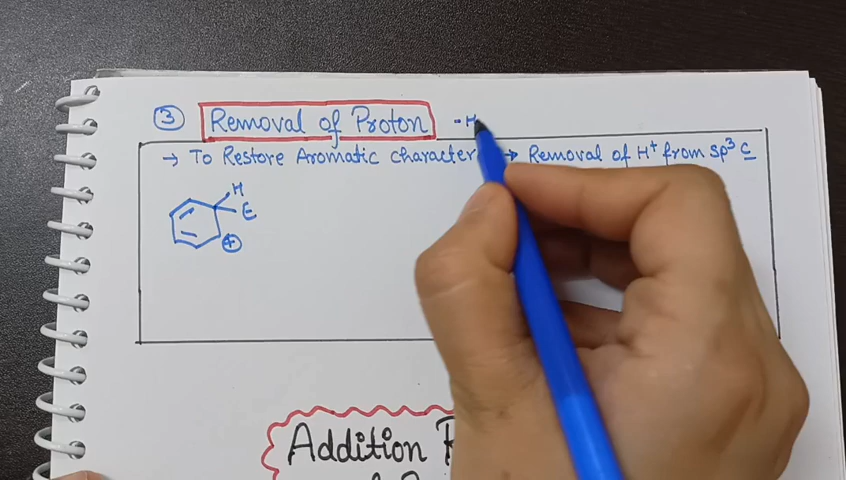 ③ Removal of Proton -H
→ To Restore Aromatic character → Removal of H⁺ from sp³ c
H
E
⊕
Addition